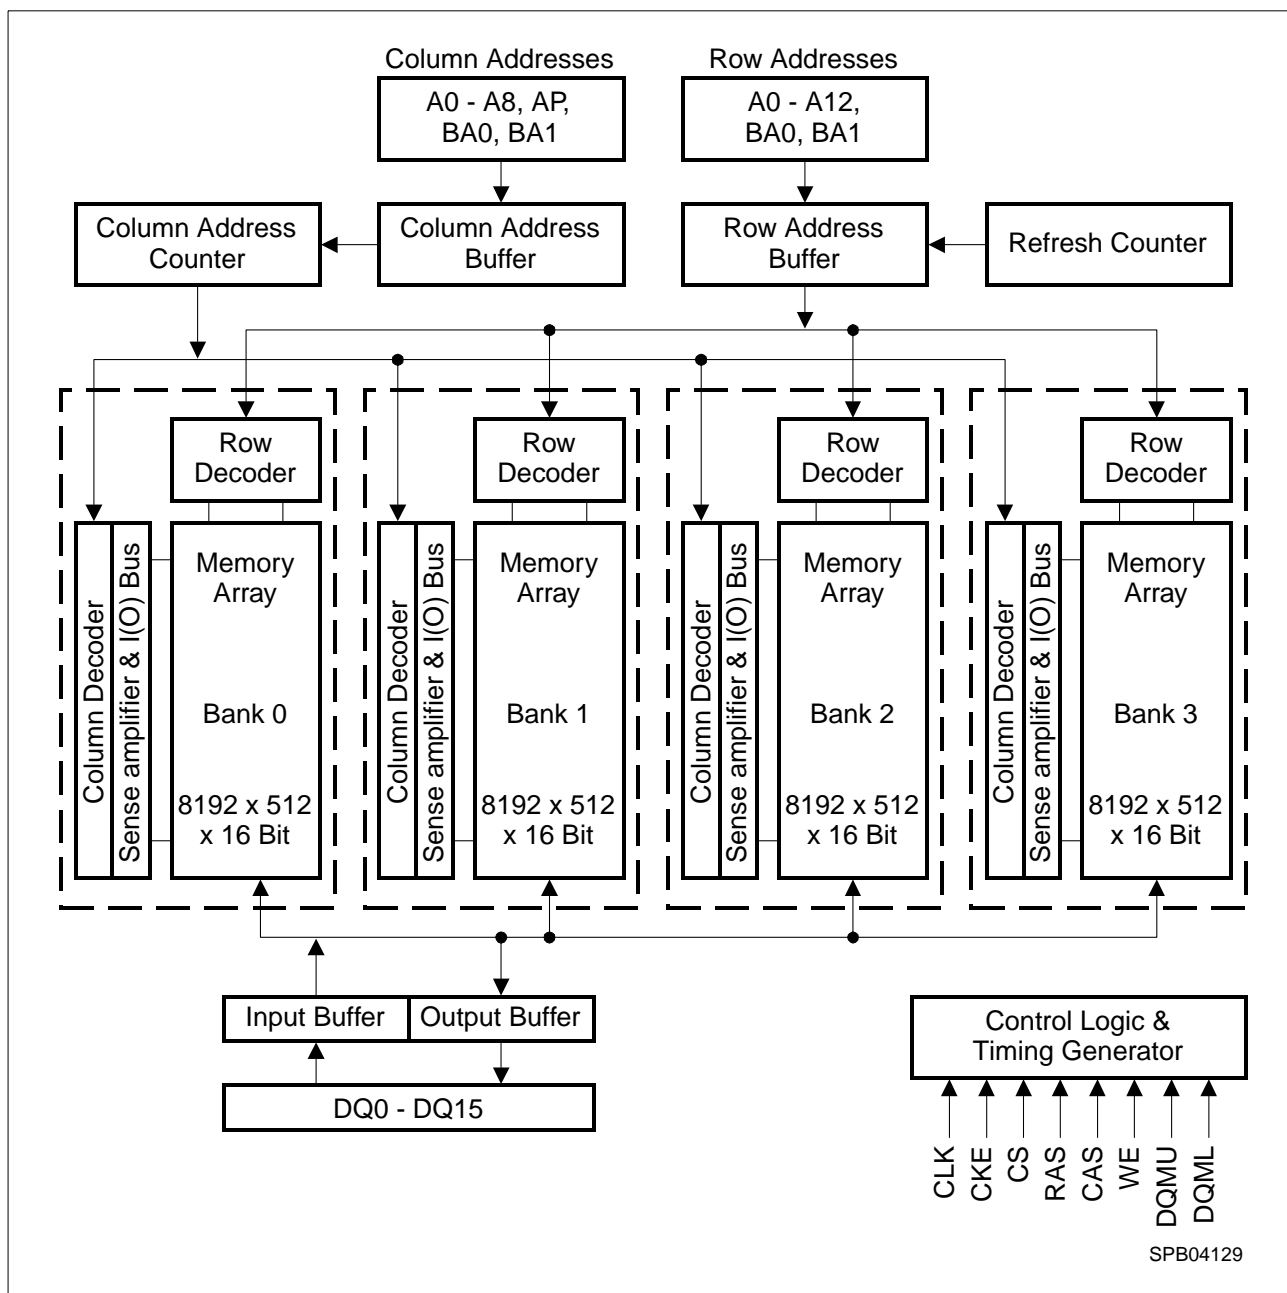 Column Addresses
Row Addresses
A0 - A8, AP,
BA0, BA1
A0 - A12,
BA0, BA1
Column Address
Counter
Column Address
Buffer
Row Address
Buffer
Refresh Counter
Row
Decoder
Row
Decoder
Row
Decoder
Row
Decoder
Column Decoder
Sense amplifier & I(O) Bus
Memory
Array
Bank 0
8192 x 512
x 16 Bit
Column Decoder
Sense amplifier & I(O) Bus
Memory
Array
Bank 1
8192 x 512
x 16 Bit
Column Decoder
Sense amplifier & I(O) Bus
Memory
Array
Bank 2
8192 x 512
x 16 Bit
Column Decoder
Sense amplifier & I(O) Bus
Memory
Array
Bank 3
8192 x 512
x 16 Bit
Input Buffer
Output Buffer
DQ0 - DQ15
Control Logic &
Timing Generator
CLK
CKE
CS
RAS
CAS
WE
DQMU
DQML
SPB04129